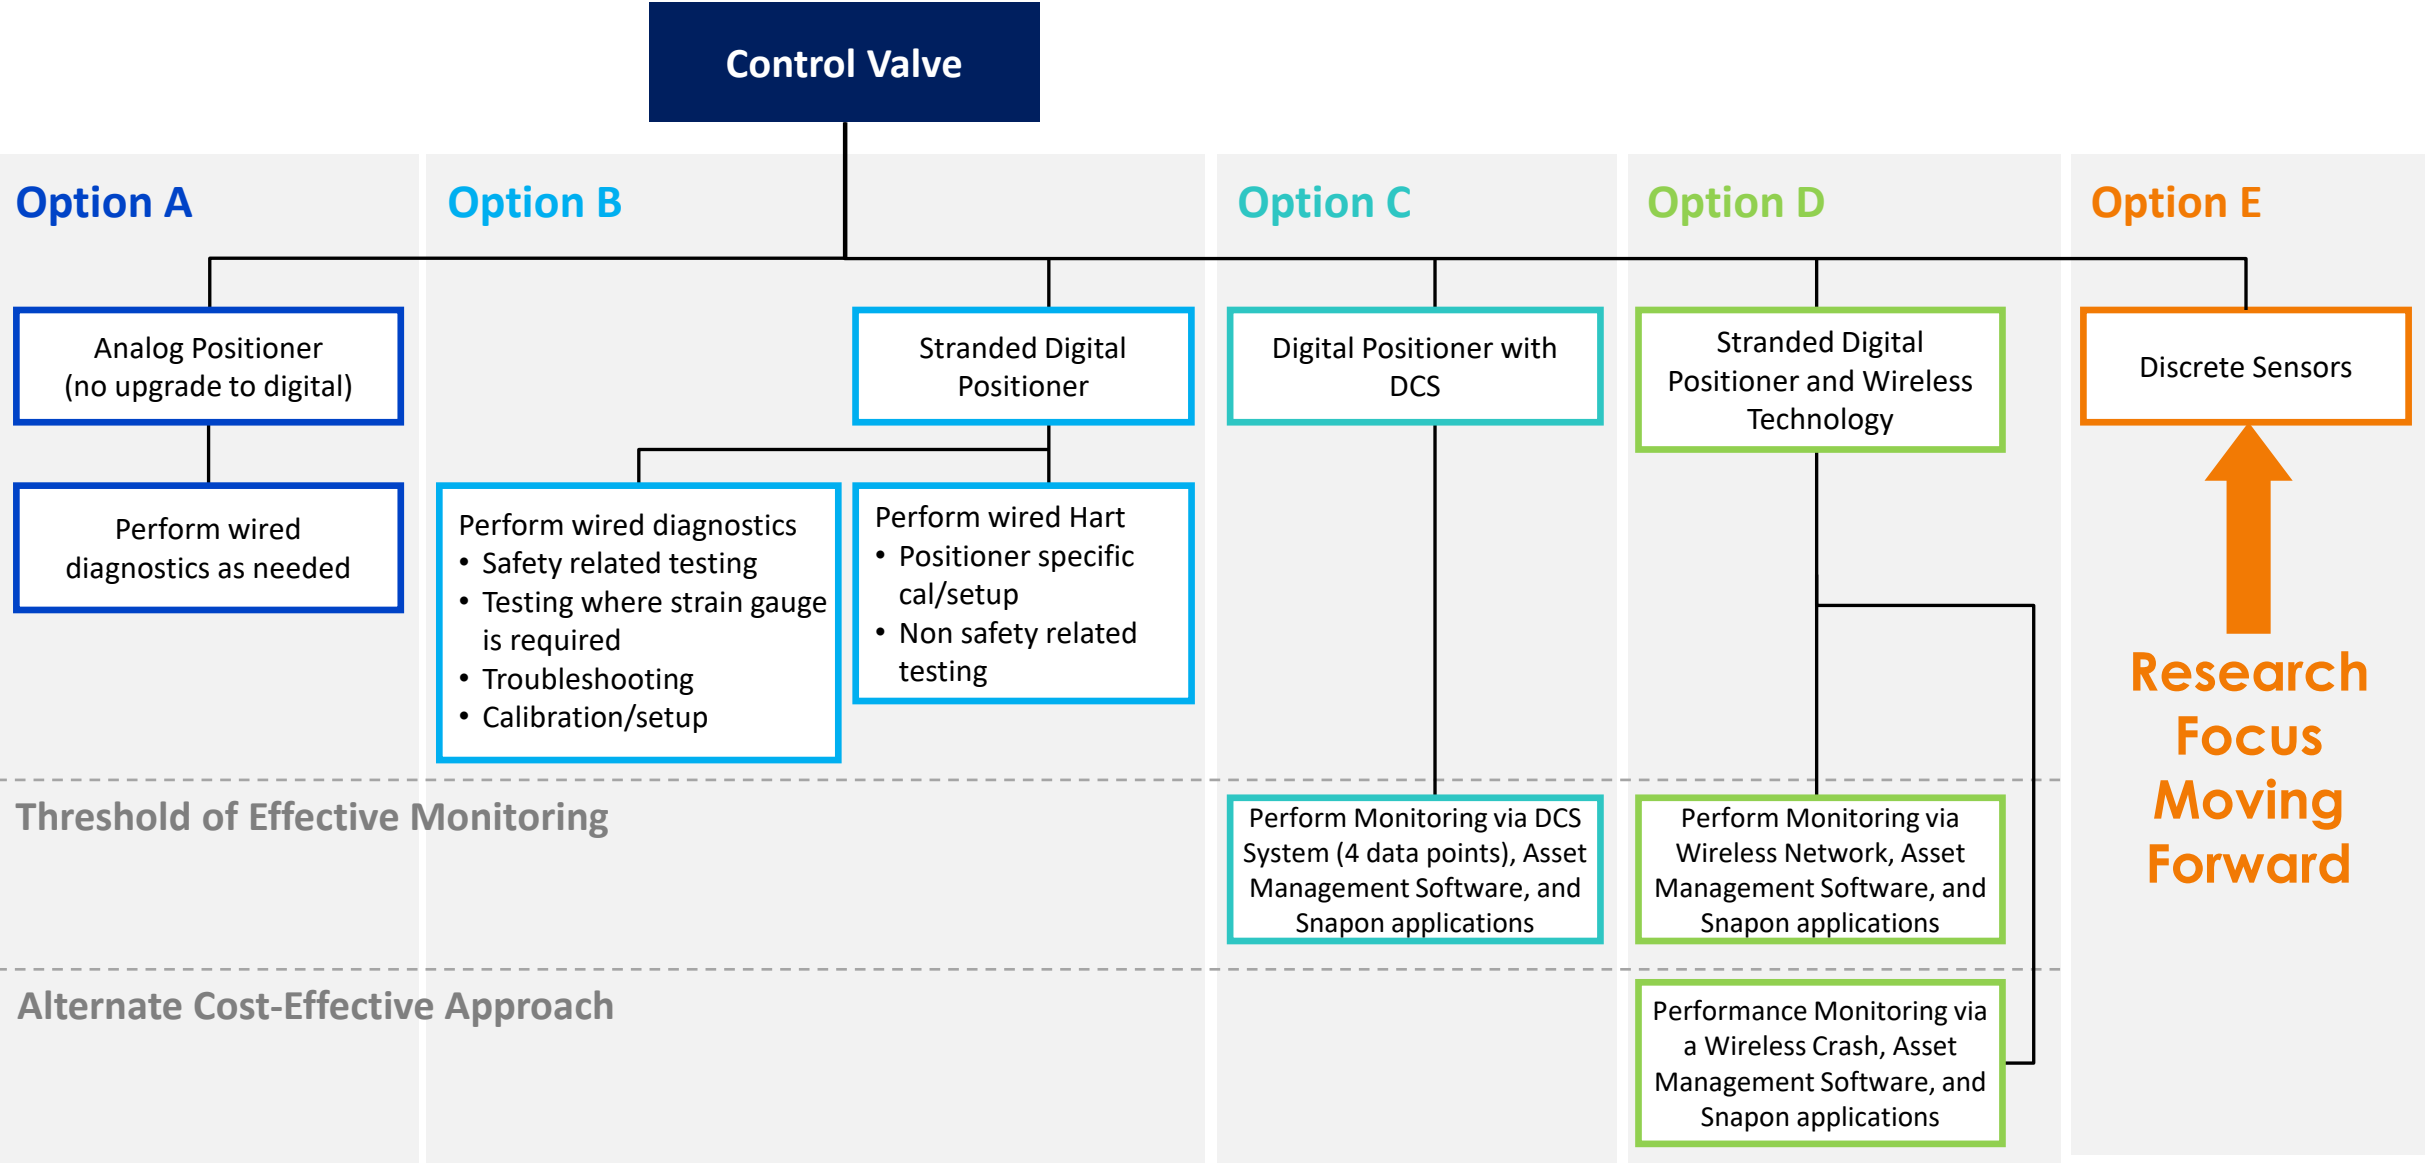 Control Valve
Option A
Option B
Option C
Option D
Option E
Analog Positioner
(no upgrade to digital)
Stranded Digital
Positioner
Digital Positioner with
DCS
Stranded Digital
Positioner and Wireless
Technology
Discrete Sensors
Perform wired
diagnostics as needed
Perform wired diagnostics
• Safety related testing
• Testing where strain gauge
is required
• Troubleshooting
• Calibration/setup
Perform wired Hart
• Positioner specific
cal/setup
• Non safety related
testing
Research
Focus
Moving
Forward
Threshold of Effective Monitoring
Perform Monitoring via DCS
System (4 data points), Asset
Management Software, and
Snapon applications
Perform Monitoring via
Wireless Network, Asset
Management Software, and
Snapon applications
Alternate Cost-Effective Approach
Performance Monitoring via
a Wireless Crash, Asset
Management Software, and
Snapon applications